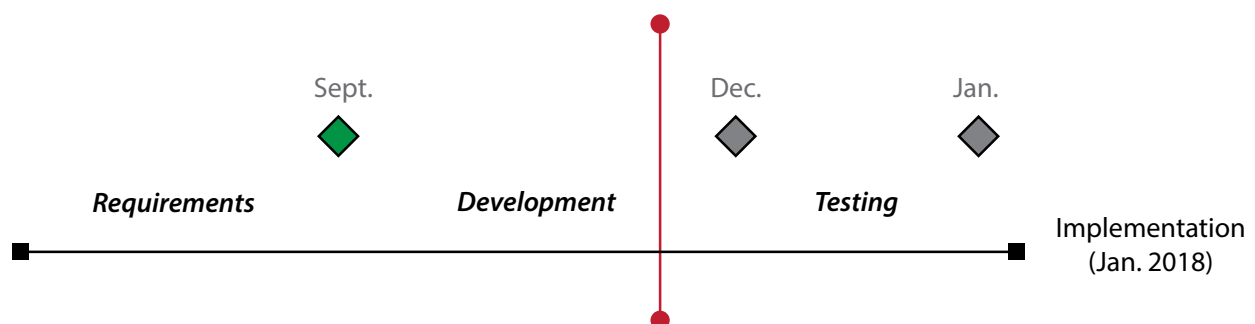 Sept.
Dec.
Jan.
Requirements
Development
Testing
Implementation
(Jan. 2018)